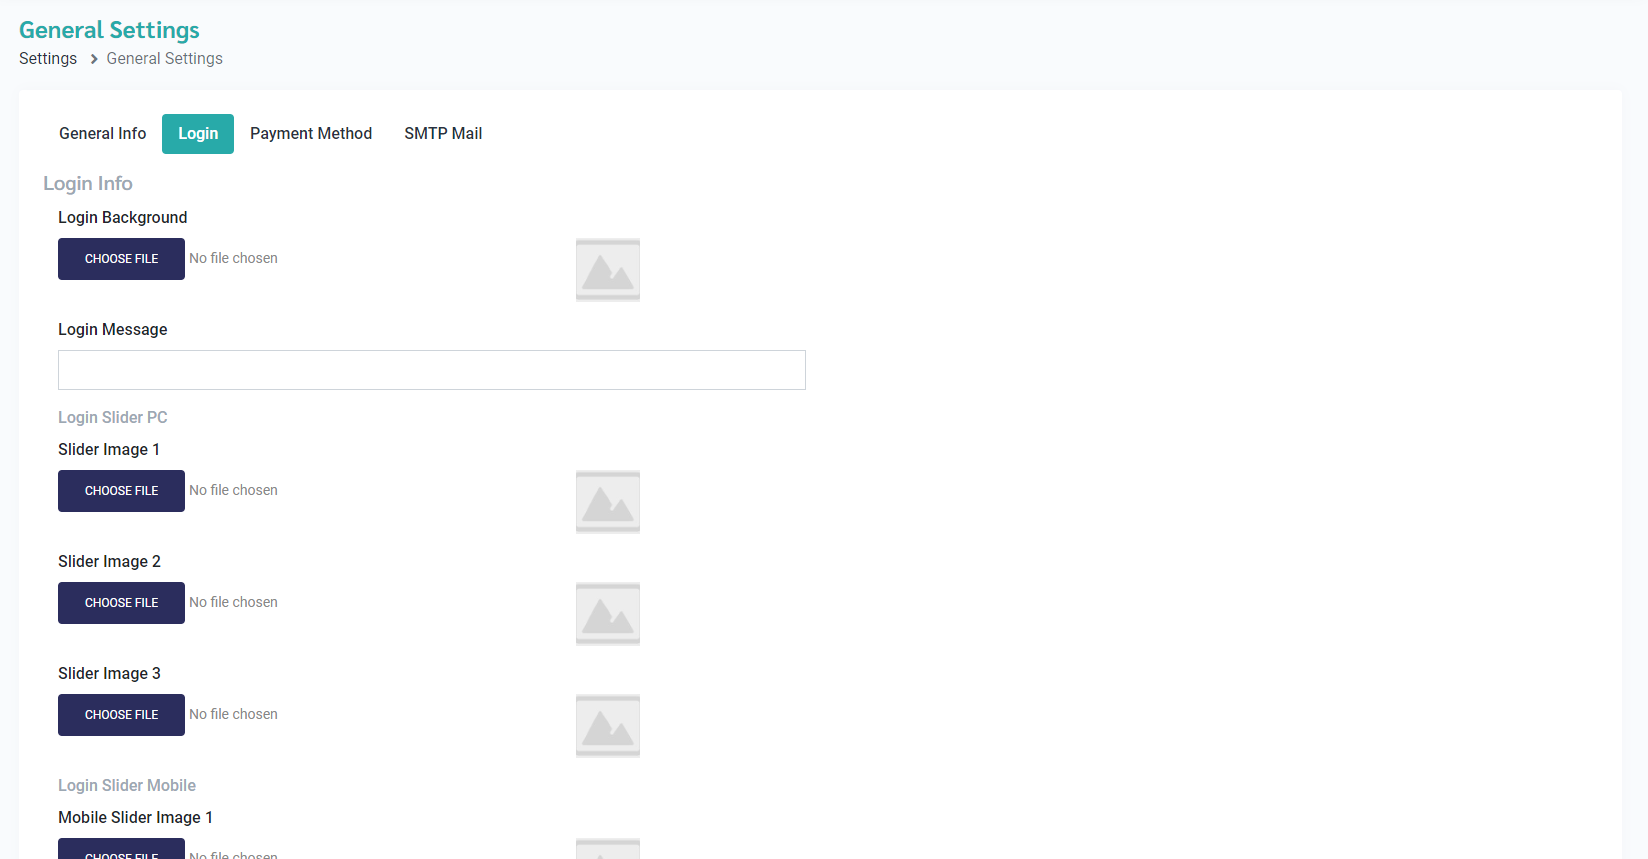 General Settings
Settings > General Settings
General Info Login Payment Method SMTP Mail
Login Info
Login Background
CHOOSE FILE No file chosen
Login Message
Login Slider PC
Slider Image 1
CHOOSE FILE No file chosen
Slider Image 2
CHOOSE FILE No file chosen
Slider Image 3
CHOOSE FILE No file chosen
Login Slider Mobile
Mobile Slider Image 1
CHOOSE FILE No file chosen